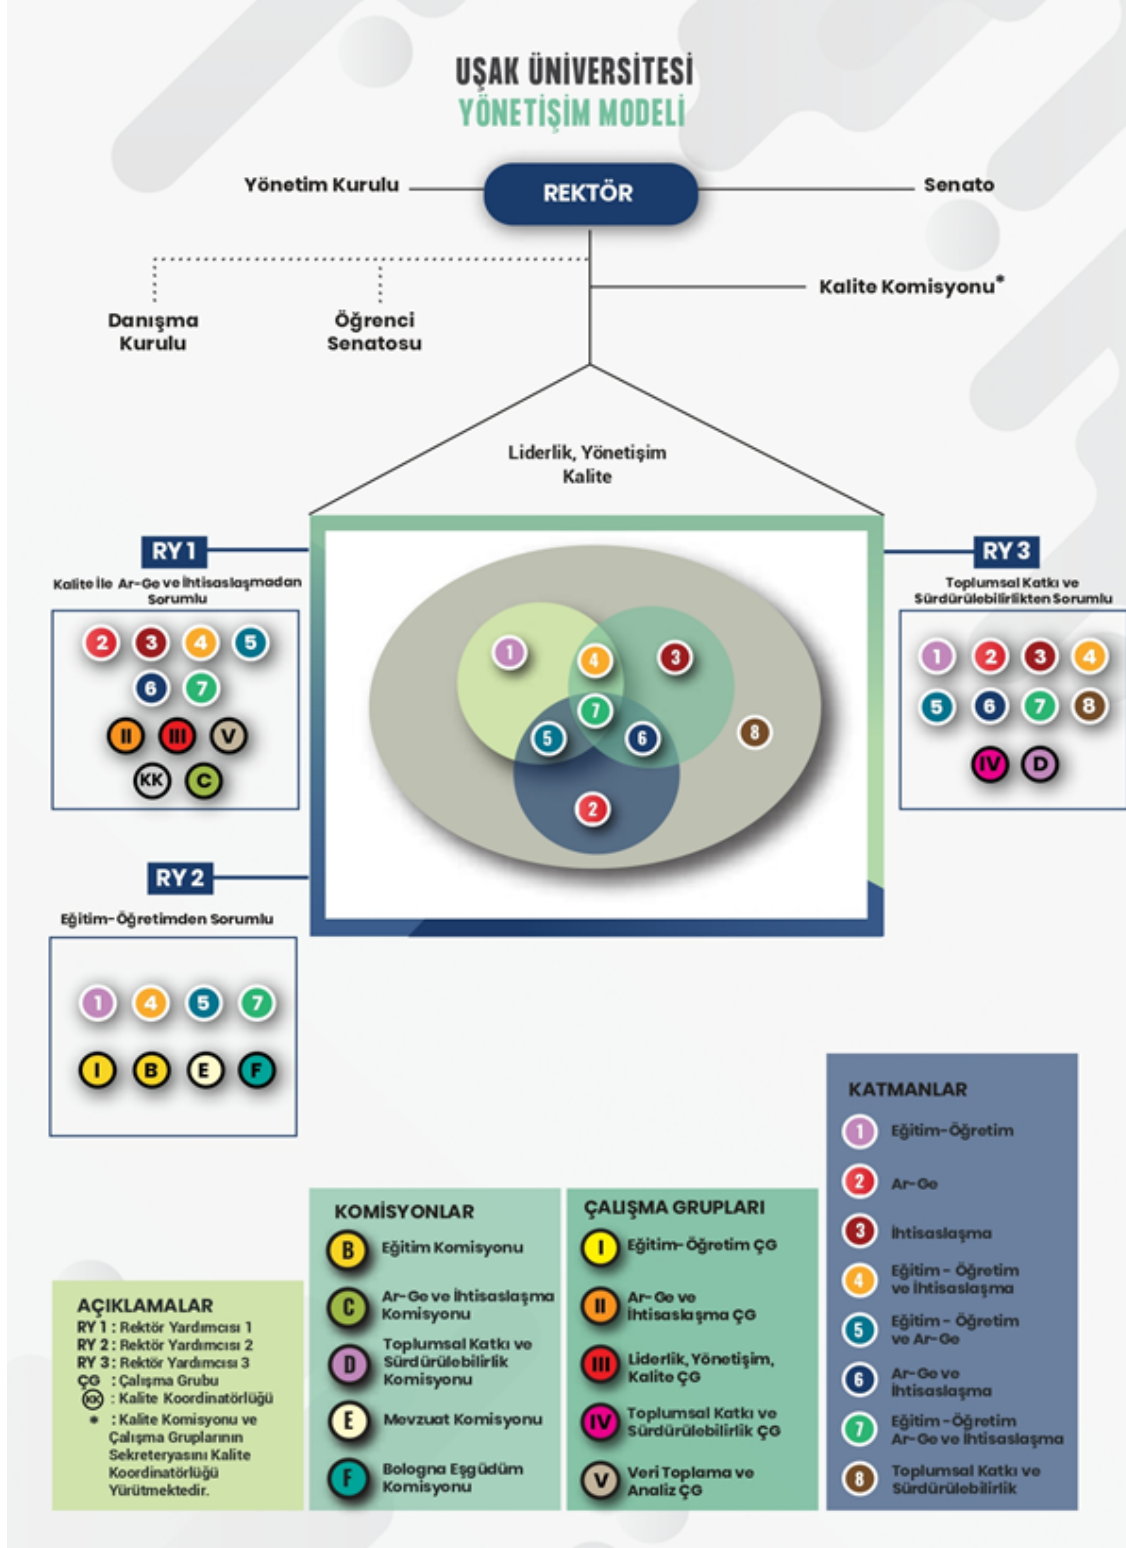 UŞAK ÜNİVERSİTESİ
YÖNETİŞİM MODELİ
Yönetim Kurulu
REKTÖR
Senato
Kalite Komisyonu*
Danışma
Kurulu
Öğrenci
Senatosu
Liderlik, Yönetişim
Kalite
RY 1
Kalite İle Ar-Ge ve İhtisaslaşmadan
Sorumlu
2 3 4 5
6 7
II III V
KK C
1 4 3
7
5 6 8
2
RY 3
Toplumsal Katkı ve
Sürdürülebilirlikten Sorumlu
1 2 3 4
5 6 7 8
IV D
RY 2
Eğitim-Öğretimden Sorumlu
1 4 5 7
I B E F
AÇIKLAMALAR
RY 1 : Rektör Yardımcısı 1
RY 2 : Rektör Yardımcısı 2
RY 3 : Rektör Yardımcısı 3
ÇG : Çalışma Grubu
KK : Kalite Koordinatörlüğü
* : Kalite Komisyonu ve
Çalışma Gruplarının
Sekreteryasını Kalite
Koordinatörlüğü
Yürütmektedir.
KOMİSYONLAR
B Eğitim Komisyonu
C Ar-Ge ve İhtisaslaşma
Komisyonu
D Toplumsal Katkı ve
Sürdürülebilirlik
Komisyonu
E Mevzuat Komisyonu
F Bologna Eşgüdüm
Komisyonu
ÇALIŞMA GRUPLARI
I Eğitim-Öğretim ÇG
II Ar-Ge ve
İhtisaslaşma ÇG
III Liderlik, Yönetişim,
Kalite ÇG
IV Toplumsal Katkı ve
Sürdürülebilirlik ÇG
V Veri Toplama ve
Analiz ÇG
KATMANLAR
1 Eğitim-Öğretim
2 Ar-Ge
3 İhtisaslaşma
4 Eğitim - Öğretim
ve İhtisaslaşma
5 Eğitim - Öğretim
ve Ar-Ge
6 Ar-Ge ve
İhtisaslaşma
7 Eğitim -Öğretim
Ar-Ge ve İhtisaslaşma
8 Toplumsal Katkı ve
Sürdürülebilirlik